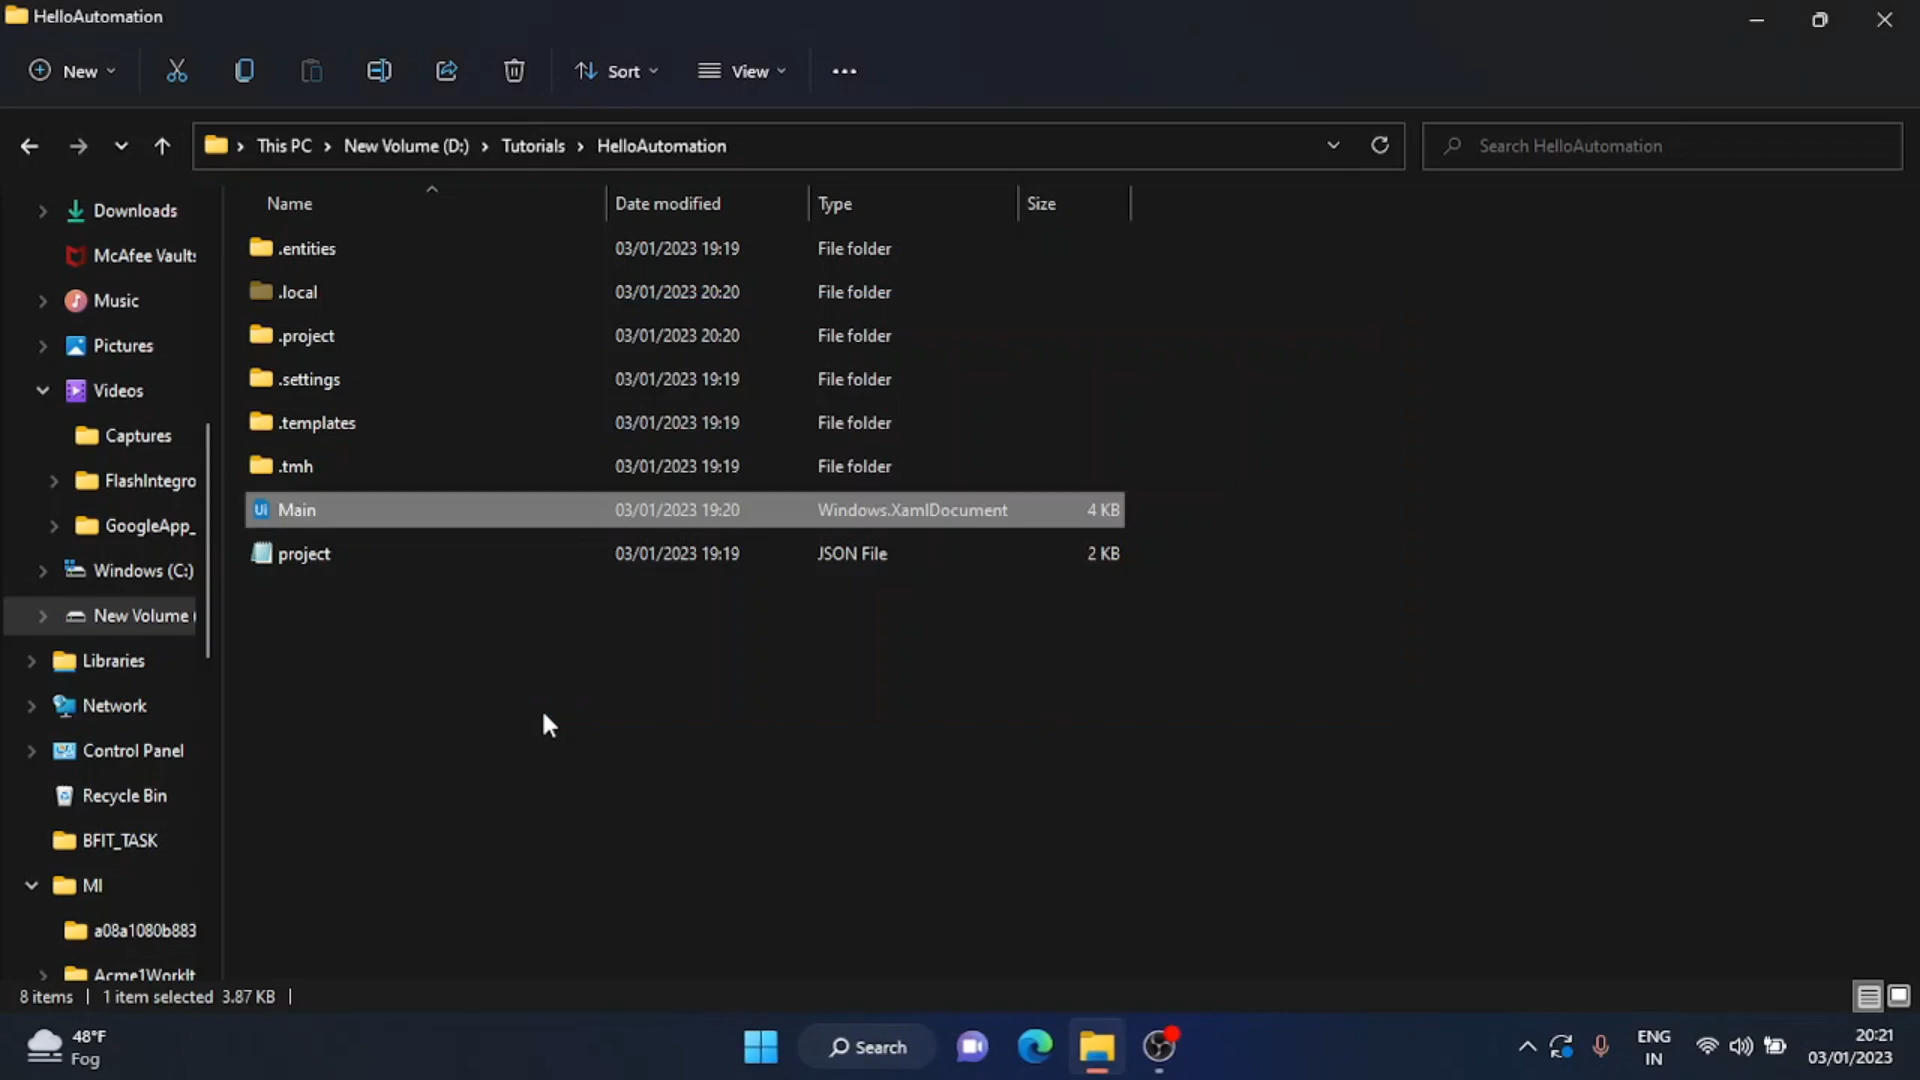 HelloAutomation
New
Sort
View
This PC > New Volume (D:) > Tutorials > HelloAutomation
Search HelloAutomation
Name Date modified Type Size
.entities 03/01/2023 19:19 File folder
.local 03/01/2023 20:20 File folder
.project 03/01/2023 20:20 File folder
.settings 03/01/2023 19:19 File folder
.templates 03/01/2023 19:19 File folder
.tmh 03/01/2023 19:19 File folder
Ui Main 03/01/2023 19:20 Windows.XamlDocument 4 KB
project 03/01/2023 19:19 JSON File 2 KB
Downloads
McAfee Vaults
Music
Pictures
Videos
Captures
FlashIntegro
GoogleApp_
Windows (C:)
New Volume (
Libraries
Network
Control Panel
Recycle Bin
BFIT_TASK
MI
a08a1080b883
Acme1WorkIt
8 items | 1 item selected 3.87 KB |
48°F
Fog
Search
ENG
IN
20:21
03/01/2023